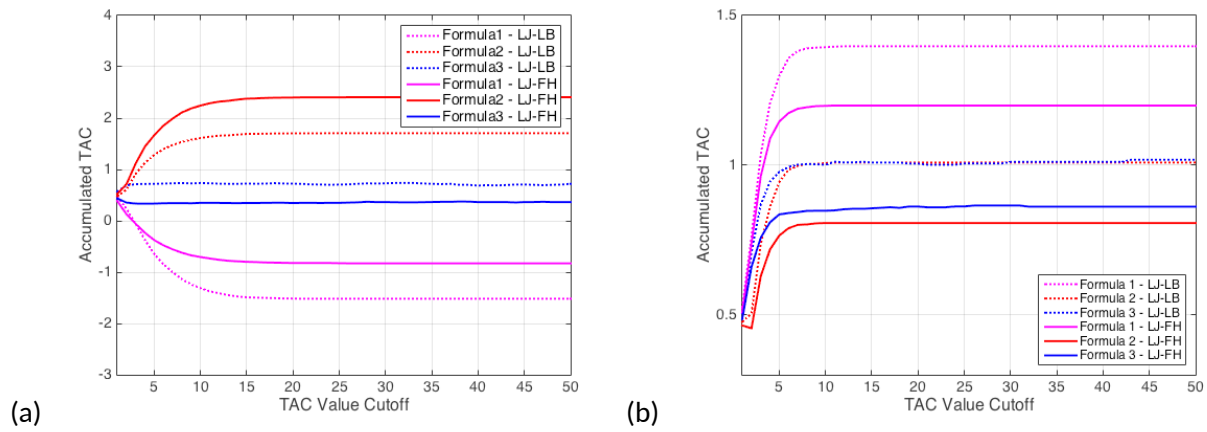 5
4
3
2
1
0
-1
-2
-3
Accumulated TAC
Formula1 - LJ-LB
Formula2 - LJ-LB
Formula3 - LJ-LB
Formula1 - LJ-FH
Formula2 - LJ-FH
Formula3 - LJ-FH
5 10 15 20 25 30 35 40 45 50
TAC Value Cutoff
(a)
1.5
1
0.5
Accumulated TAC
Formula 1 - LJ-LB
Formula 2 - LJ-LB
Formula 3 - LJ-LB
Formula 1 - LJ-FH
Formula 2 - LJ-FH
Formula 3 - LJ-FH
5 10 15 20 25 30 35 40 45 50
TAC Value Cutoff
(b)